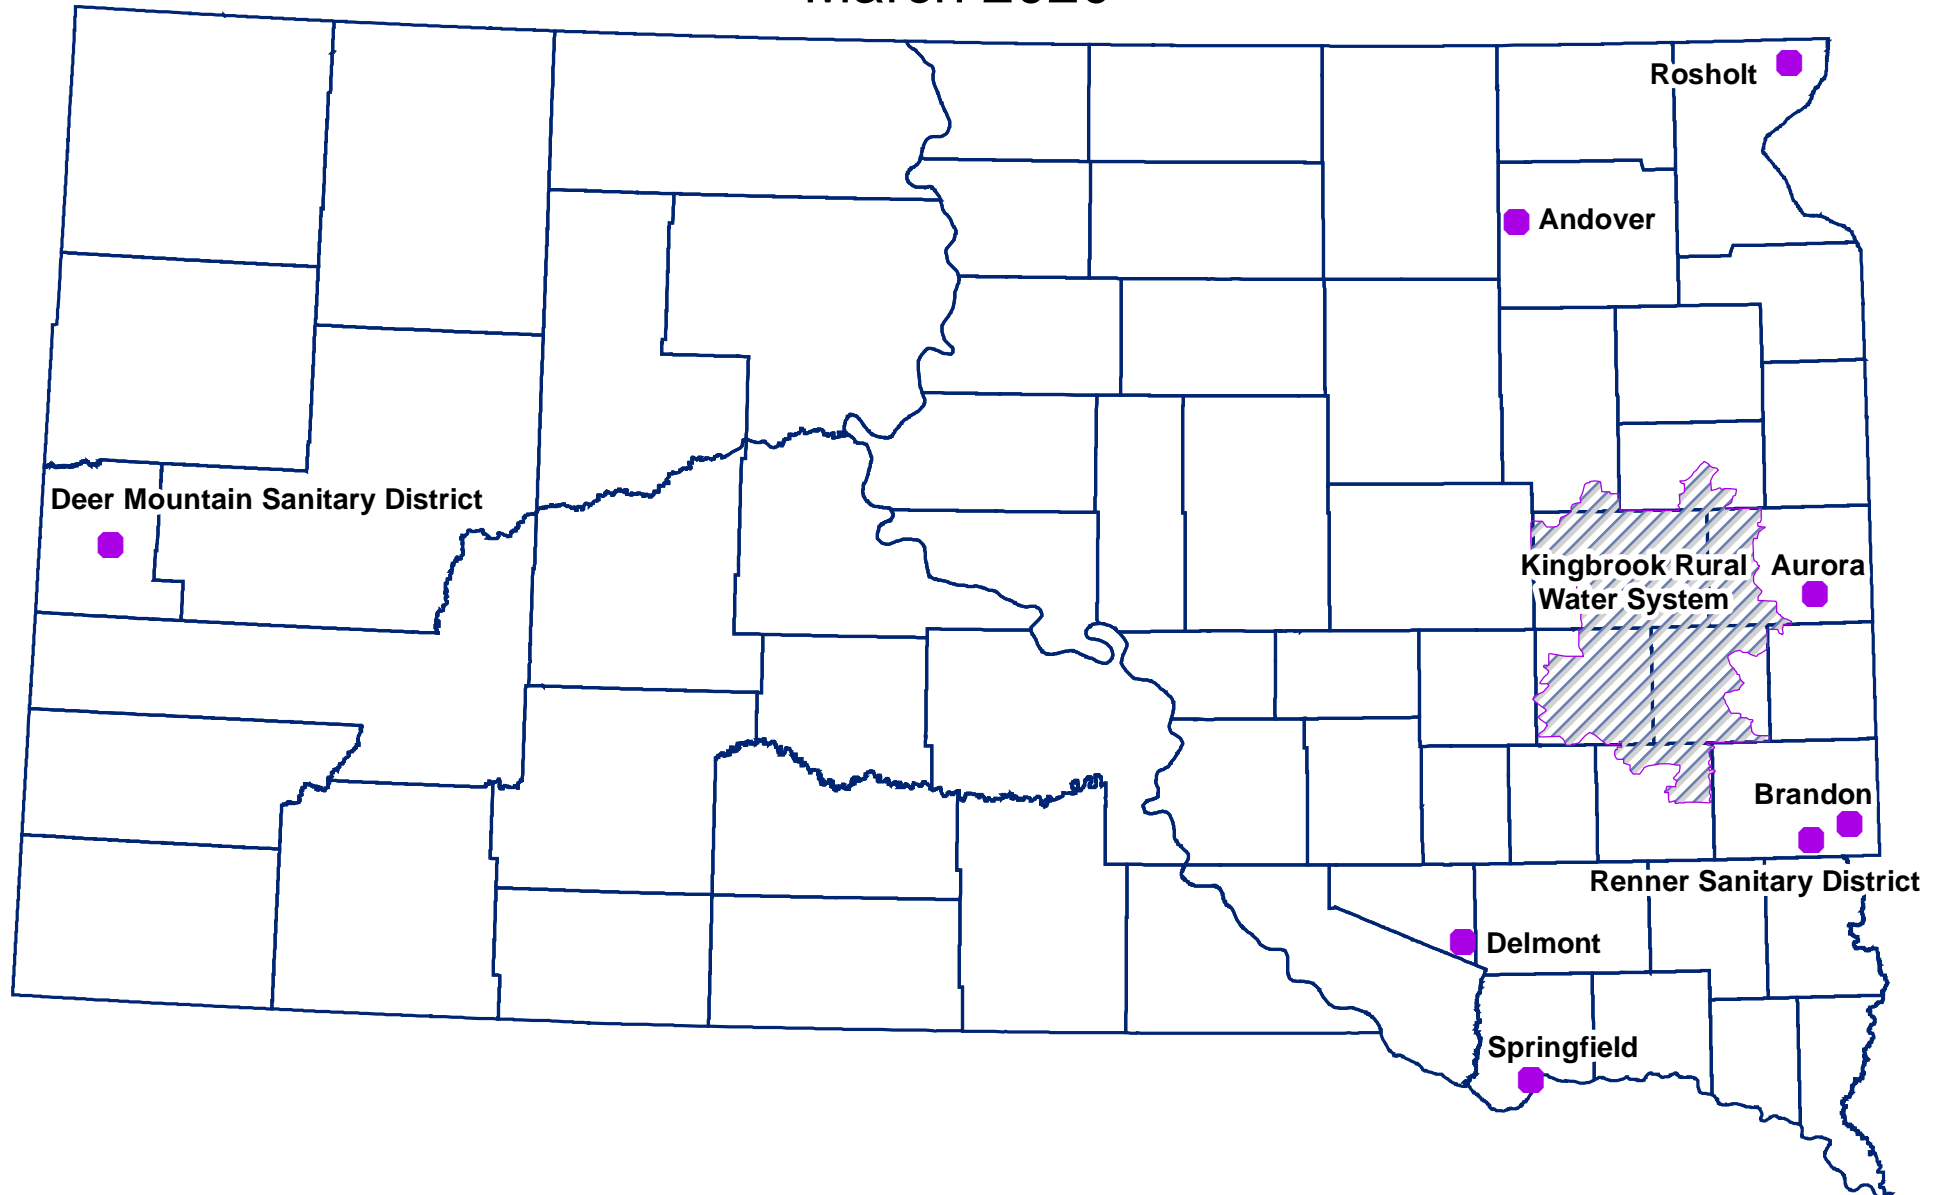 Rosholt
Andover
Deer Mountain Sanitary District
Kingbrook Rural
Water System
Aurora
Brandon
Renner Sanitary District
Delmont
Springfield